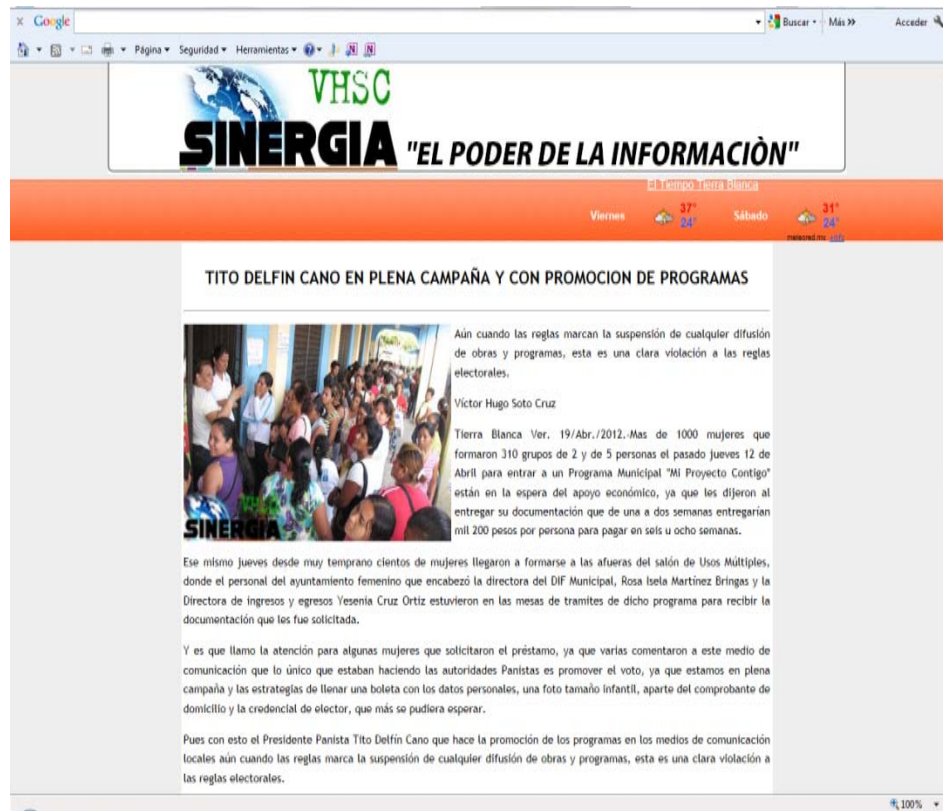 Google
Buscar
Más »
Acceder
Página
Seguridad
Herramientas
VHSC
SINERGIA "EL PODER DE LA INFORMACIÒN"
El Tiempo Tierra Blanca
Viernes 37° 24° Sábado 31° 24°
meteored.mx +info
TITO DELFIN CANO EN PLENA CAMPAÑA Y CON PROMOCION DE PROGRAMAS
Aún cuando las reglas marcan la suspensión de cualquier difusión
de obras y programas, esta es una clara violación a las reglas
electorales.
Víctor Hugo Soto Cruz
Tierra Blanca Ver. 19/Abr./2012.-Mas de 1000 mujeres que
formaron 310 grupos de 2 y de 5 personas el pasado jueves 12 de
Abril para entrar a un Programa Municipal "Mi Proyecto Contigo"
están en la espera del apoyo económico, ya que les dijeron al
entregar su documentación que de una a dos semanas entregarían
mil 200 pesos por persona para pagar en seis u ocho semanas.
VHSC
SINERGIA
Ese mismo jueves desde muy temprano cientos de mujeres llegaron a formarse a las afueras del salón de Usos Múltiples,
donde el personal del ayuntamiento femenino que encabezó la directora del DIF Municipal, Rosa Isela Martínez Bringas y la
Directora de ingresos y egresos Yesenia Cruz Ortiz estuvieron en las mesas de tramites de dicho programa para recibir la
documentación que les fue solicitada.
Y es que llamo la atención para algunas mujeres que solicitaron el préstamo, ya que varias comentaron a este medio de
comunicación que lo único que estaban haciendo las autoridades Panistas es promover el voto, ya que estamos en plena
campaña y las estrategias de llenar una boleta con los datos personales, una foto tamaño infantil, aparte del comprobante de
domicilio y la credencial de elector, que más se pudiera esperar.
Pues con esto el Presidente Panista Tito Delfín Cano que hace la promoción de los programas en los medios de comunicación
locales aún cuando las reglas marca la suspensión de cualquier difusión de obras y programas, esta es una clara violación a
las reglas electorales.
100%